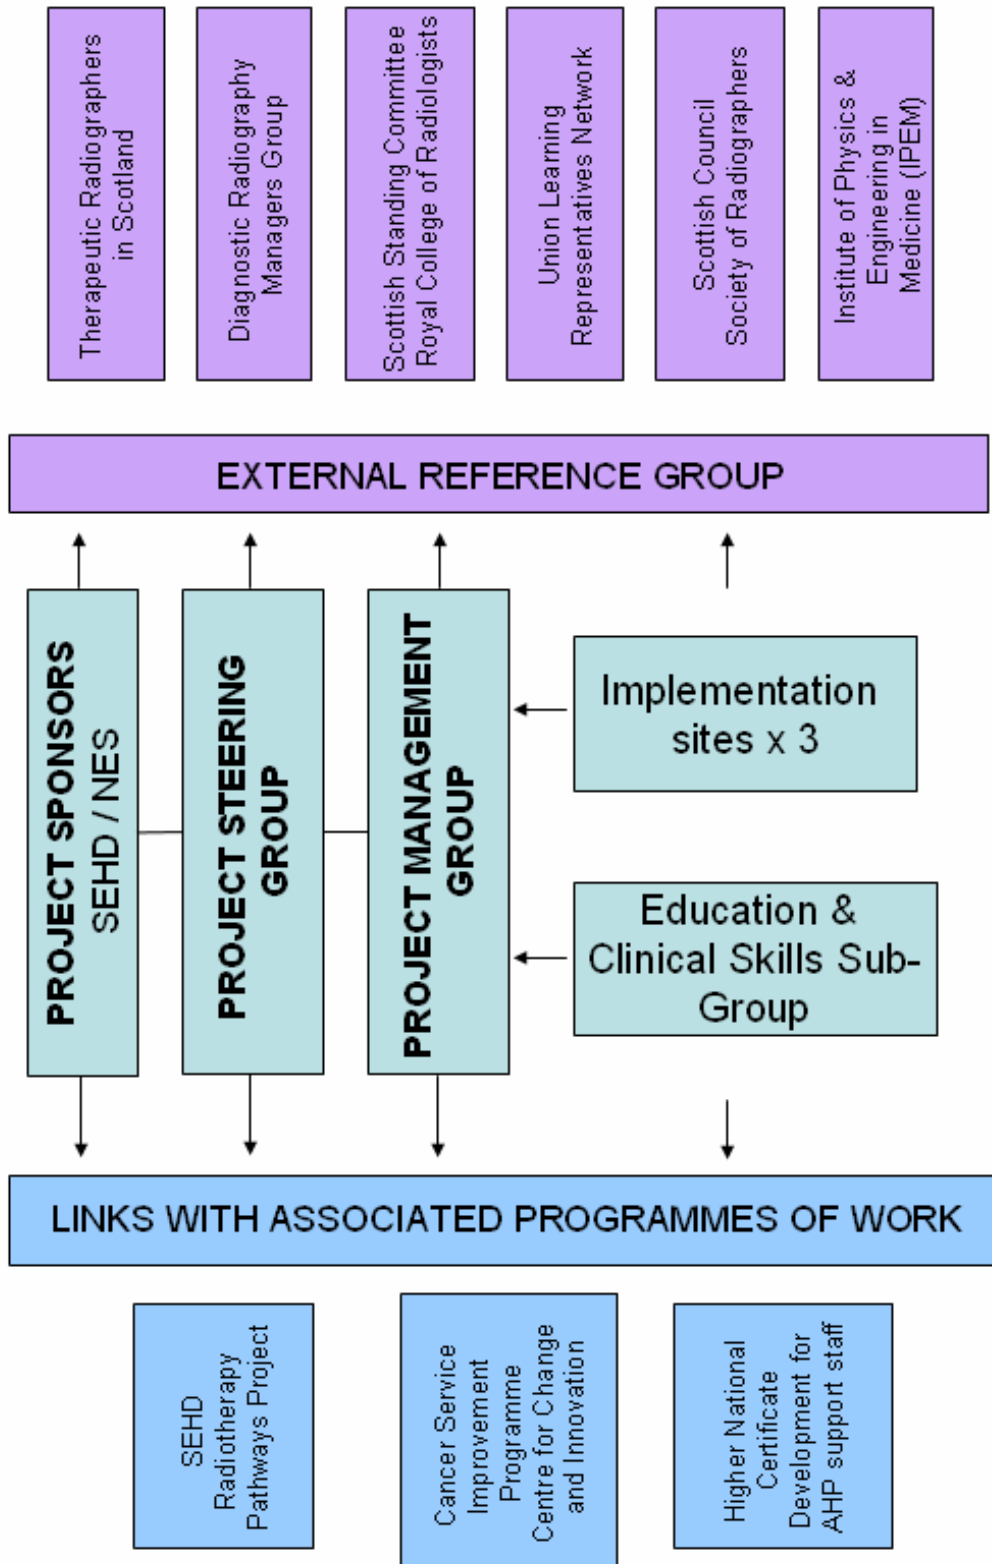 Therapeutic Radiographers
in Scotland
Diagnostic Radiography
Managers Group
Scottish Standing Committee
Royal College of Radiologists
Union Learning
Representatives Network
Scottish Council
Society of Radiographers
Institute of Physics &
Engineering in
Medicine (IPEM)
EXTERNAL REFERENCE GROUP
PROJECT SPONSORS
SEHD / NES
PROJECT STEERING
GROUP
PROJECT MANAGEMENT
GROUP
Implementation
sites x 3
Education &
Clinical Skills Sub-
Group
LINKS WITH ASSOCIATED PROGRAMMES OF WORK
SEHD
Radiotherapy
Pathways Project
Cancer Service
Improvement
Programme
Centre for Change
and Innovation
Higher National
Certificate
Development for
AHP support staff